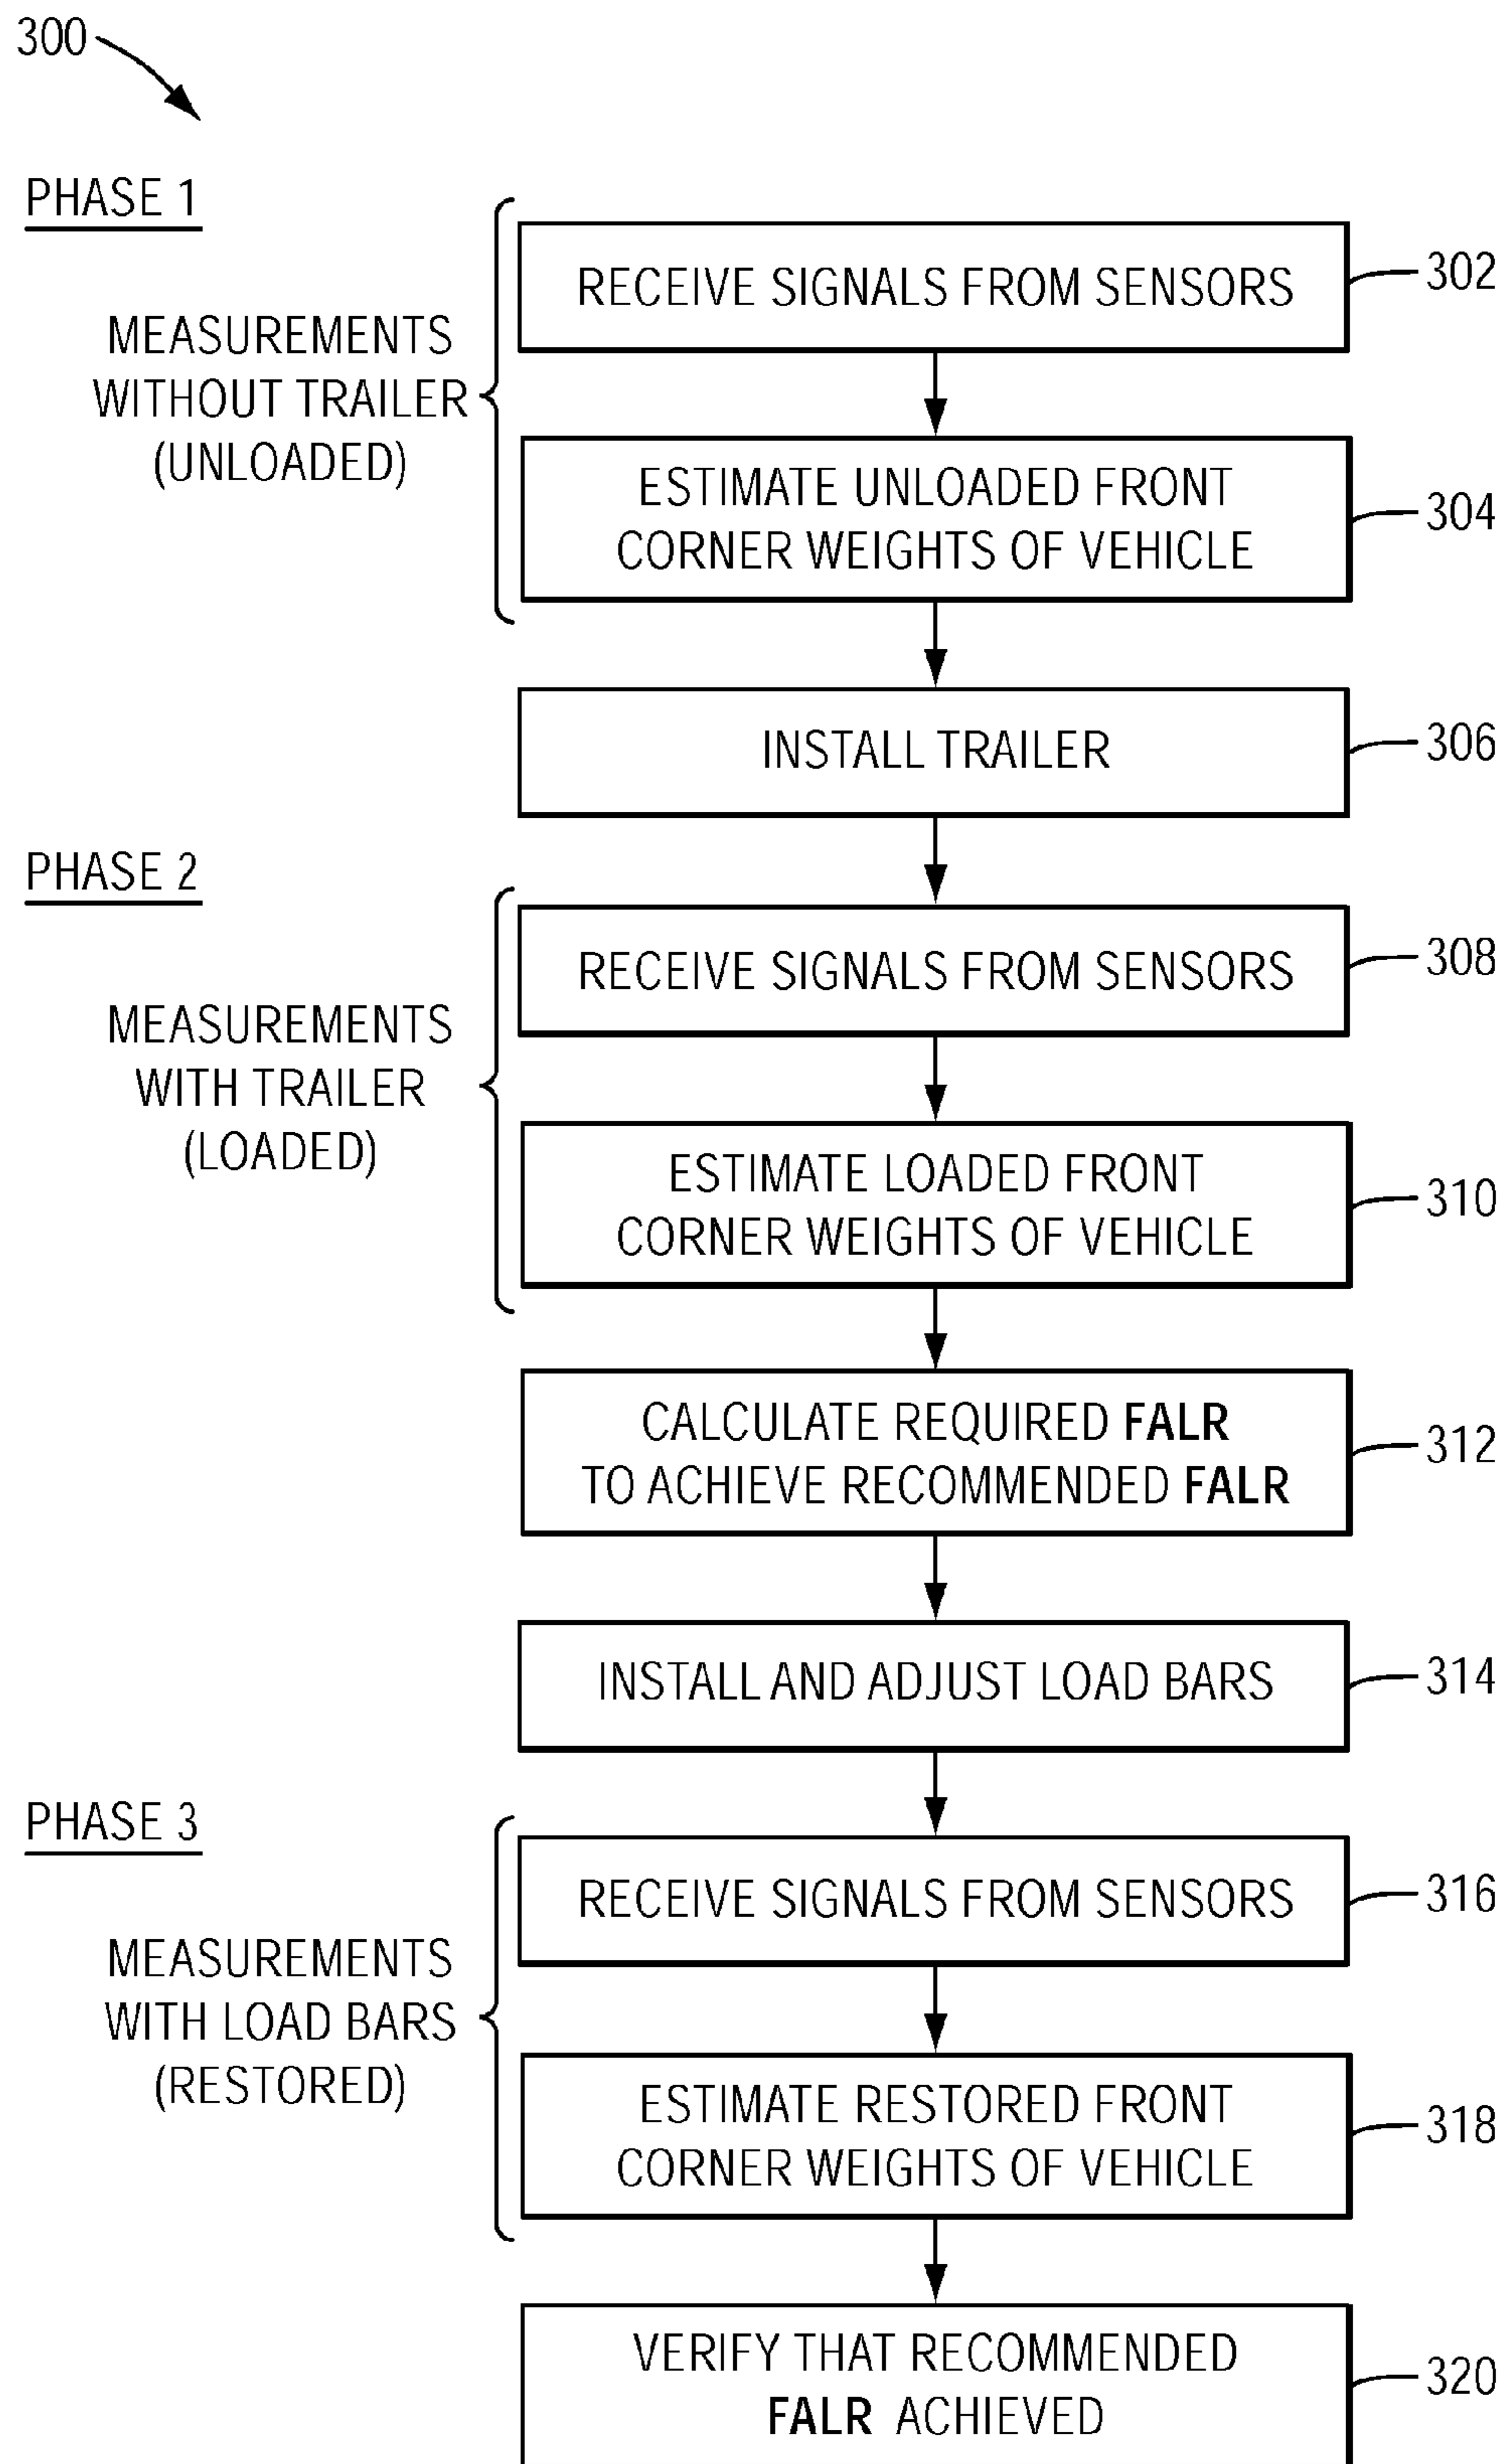 300
PHASE 1
MEASUREMENTS
WITHOUT TRAILER
(UNLOADED)
RECEIVE SIGNALS FROM SENSORS
302
ESTIMATE UNLOADED FRONT
CORNER WEIGHTS OF VEHICLE
304
INSTALL TRAILER
306
PHASE 2
MEASUREMENTS
WITH TRAILER
(LOADED)
RECEIVE SIGNALS FROM SENSORS
308
ESTIMATE LOADED FRONT
CORNER WEIGHTS OF VEHICLE
310
CALCULATE REQUIRED FALR
TO ACHIEVE RECOMMENDED FALR
312
INSTALL AND ADJUST LOAD BARS
314
PHASE 3
MEASUREMENTS
WITH LOAD BARS
(RESTORED)
RECEIVE SIGNALS FROM SENSORS
316
ESTIMATE RESTORED FRONT
CORNER WEIGHTS OF VEHICLE
318
VERIFY THAT RECOMMENDED
FALR ACHIEVED
320